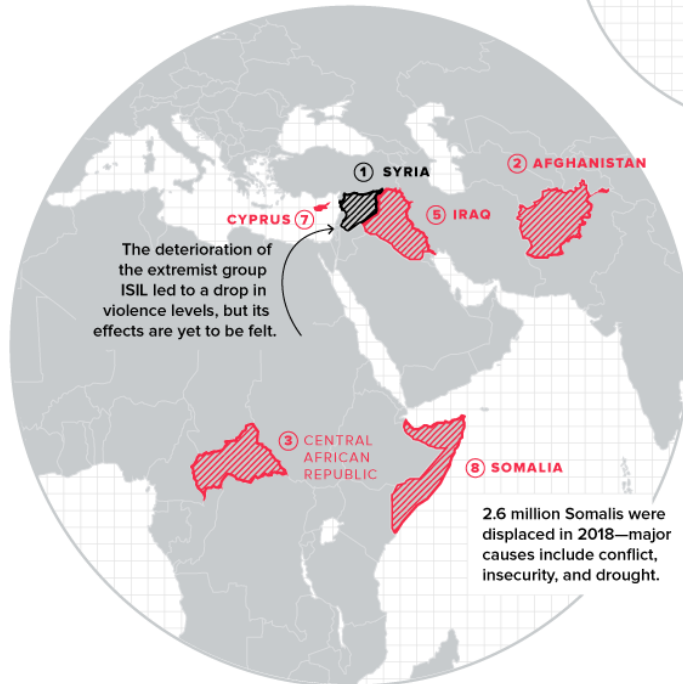 ① SYRIA
② AFGHANISTAN
CYPRUS ⑦
⑤ IRAQ
The deterioration of
the extremist group
ISIL led to a drop in
violence levels, but its
effects are yet to be felt.
③ CENTRAL
AFRICAN
REPUBLIC
⑧ SOMALIA
2.6 million Somalis were
displaced in 2018—major
causes include conflict,
insecurity, and drought.